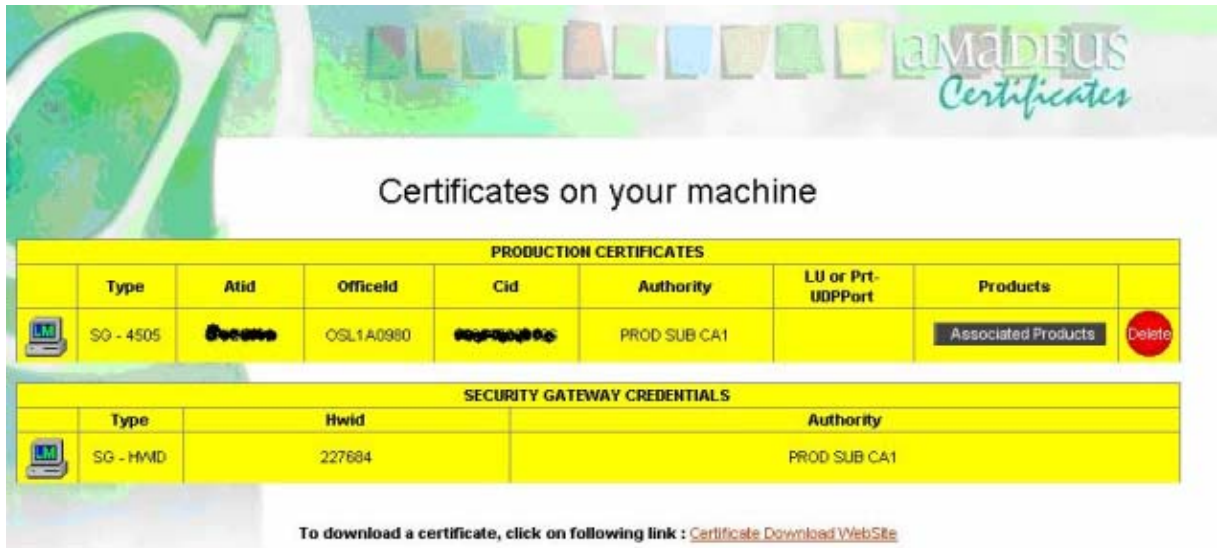 aMaDEUS
Certificates
Certificates on your machine
PRODUCTION CERTIFICATES
Type Atid OfficeId Cid Authority LU or Prt-UDPPort Products
LM SG - 4505 OSL1A0980 PROD SUB CA1 Associated Products Delete
SECURITY GATEWAY CREDENTIALS
Type Hwid Authority
LM SG - HWID 227684 PROD SUB CA1
To download a certificate, click on following link : Certificate Download WebSite